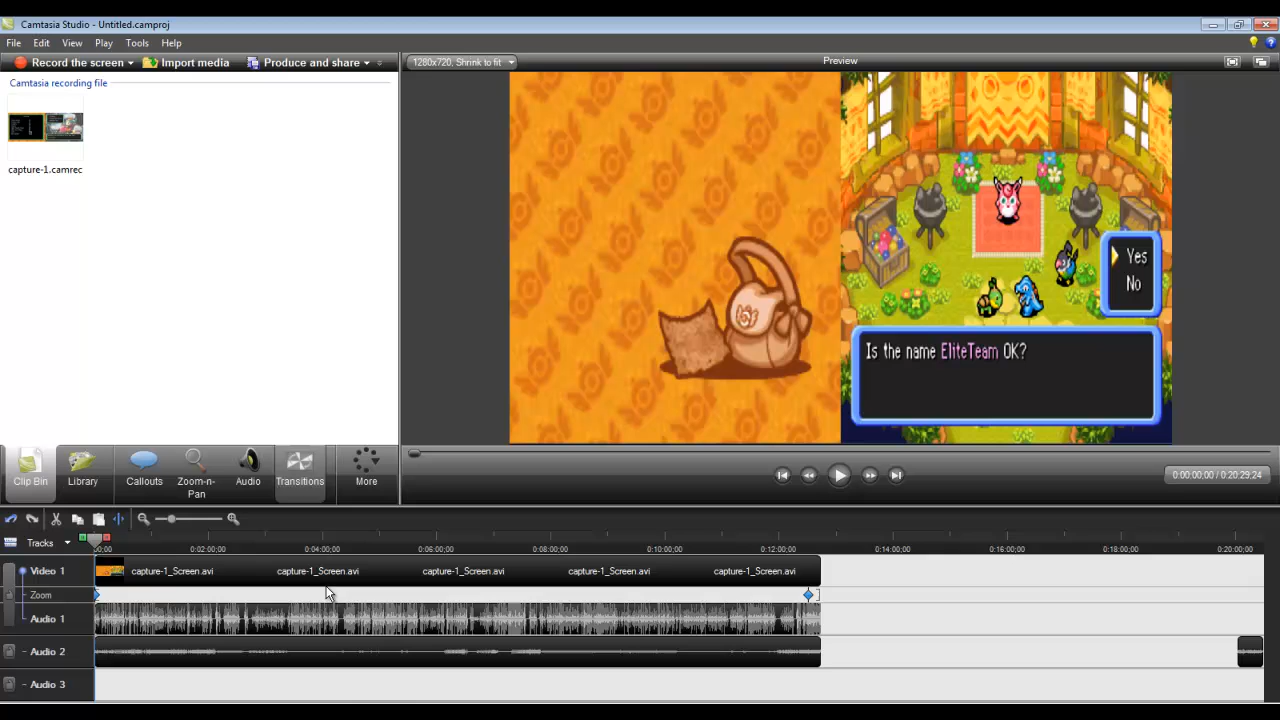 Camtasia Studio - Untitled.camproj
File Edit View Play Tools Help
Record the screen Import media Produce and share
1280x720, Shrink to fit
Preview
Camtasia recording file
capture-1.camrec
Yes
No
Is the name EliteTeam OK?
Clip Bin Library Callouts Zoom-n-Pan Audio Transitions More
0:00:00;00 / 0:20:29;24
Tracks
00;00 0:02:00;00 0:04:00;00 0:06:00;00 0:08:00;00 0:10:00;00 0:12:00;00 0:14:00;00 0:16:00;00 0:18:00;00 0:20:00;00
Video 1 capture-1_Screen.avi capture-1_Screen.avi capture-1_Screen.avi capture-1_Screen.avi capture-1_Screen.avi
Zoom
Audio 1
Audio 2
Audio 3